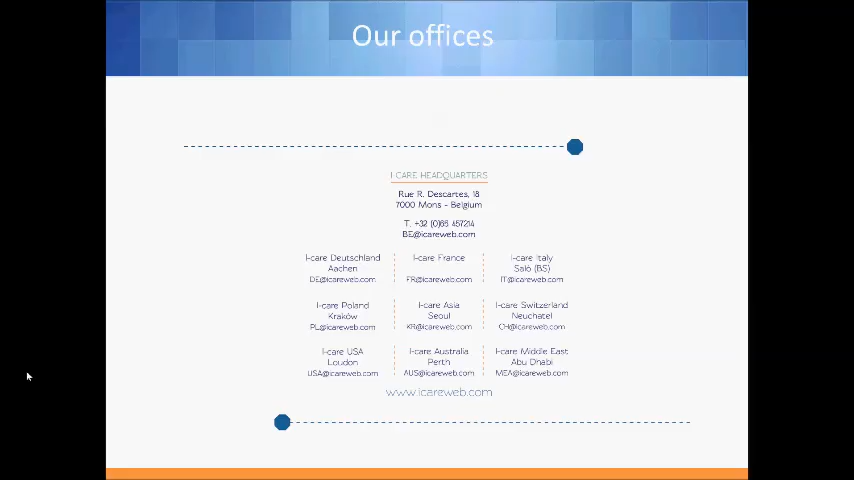 Our offices
I-CARE HEADQUARTERS
Rue R. Descartes, 18
7000 Mons - Belgium
T. +32 (0)65 457214
BE@icareweb.com
I-care Deutschland
Aachen
DE@icareweb.com
I-care France
FR@icareweb.com
I-care Italy
Salò (BS)
IT@icareweb.com
I-care Poland
Kraków
PL@icareweb.com
I-care Asia
Seoul
KR@icareweb.com
I-care Switzerland
Neuchatel
CH@icareweb.com
I-care USA
Loudon
USA@icareweb.com
I-care Australia
Perth
AUS@icareweb.com
I-care Middle East
Abu Dhabi
MEA@icareweb.com
www.icareweb.com